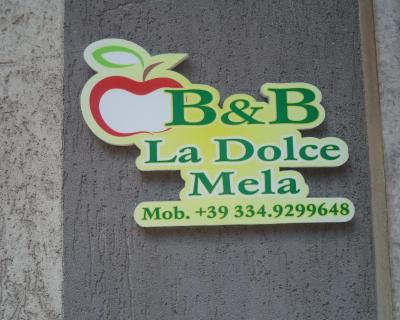 B&B
La Dolce
Mela
Mob. +39 334.9299648